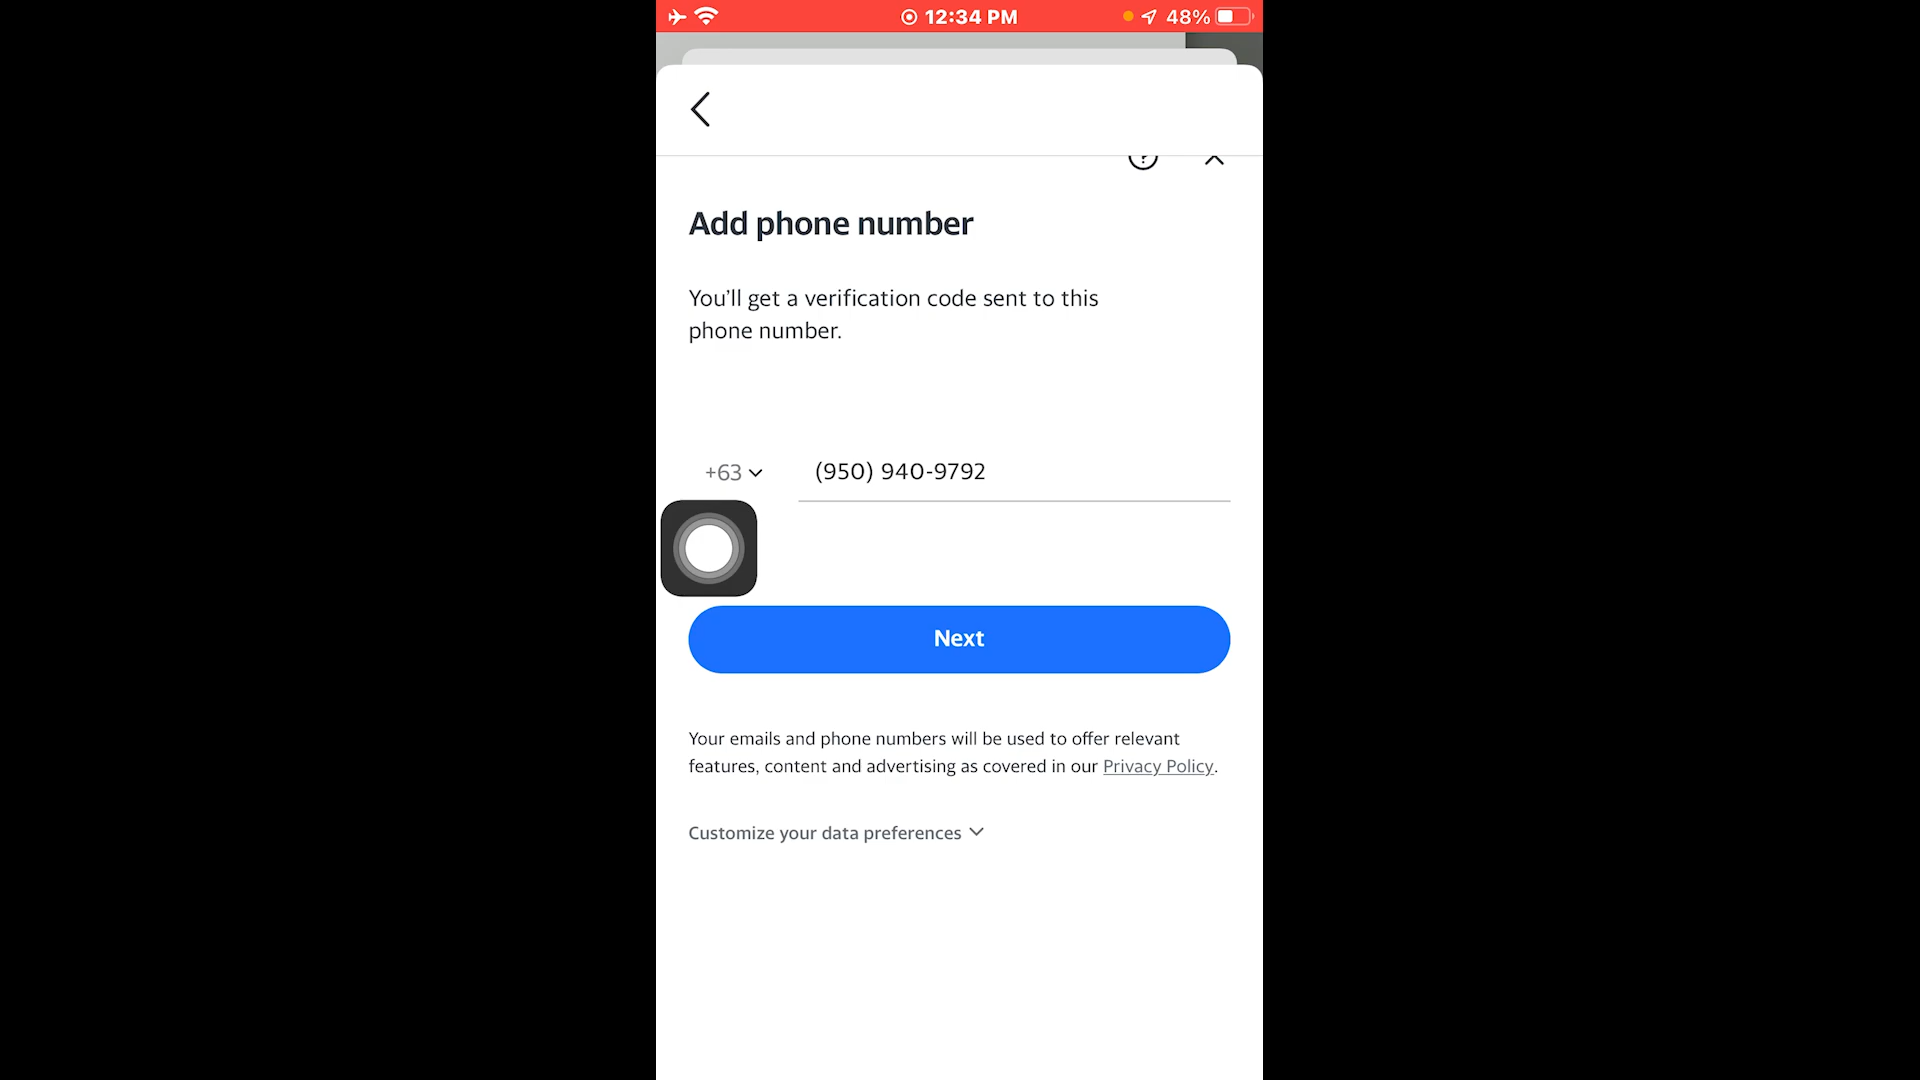 12:34 PM
48%
Add phone number
You'll get a verification code sent to this
phone number.
+63
(950) 940-9792
Next
Your emails and phone numbers will be used to offer relevant
features, content and advertising as covered in our Privacy Policy.
Customize your data preferences